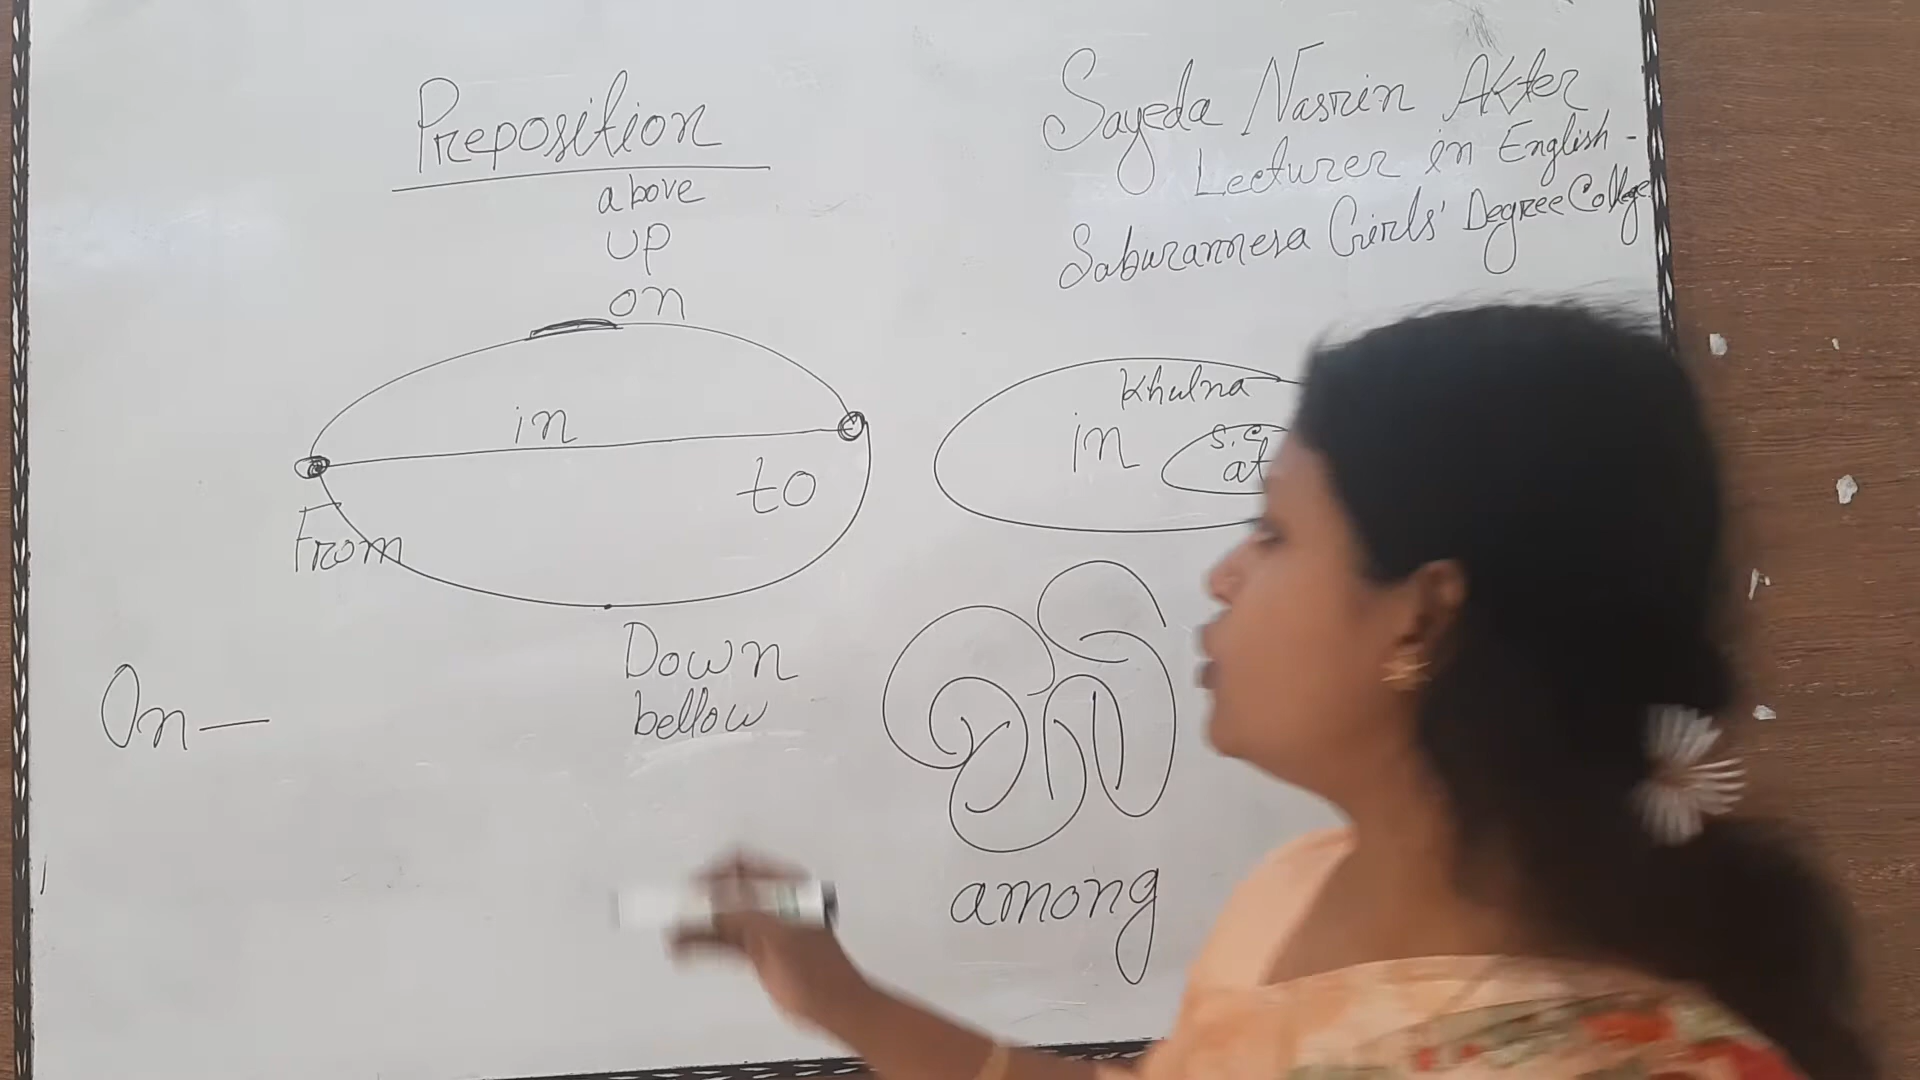 Preposition
above
up
on
in
to
From
Down
bellow
On —
Sayeda Nasrin Akter
Lecturer in English -
Saburannesa Girls' Degree College
Khulna
in
S.C
at
among